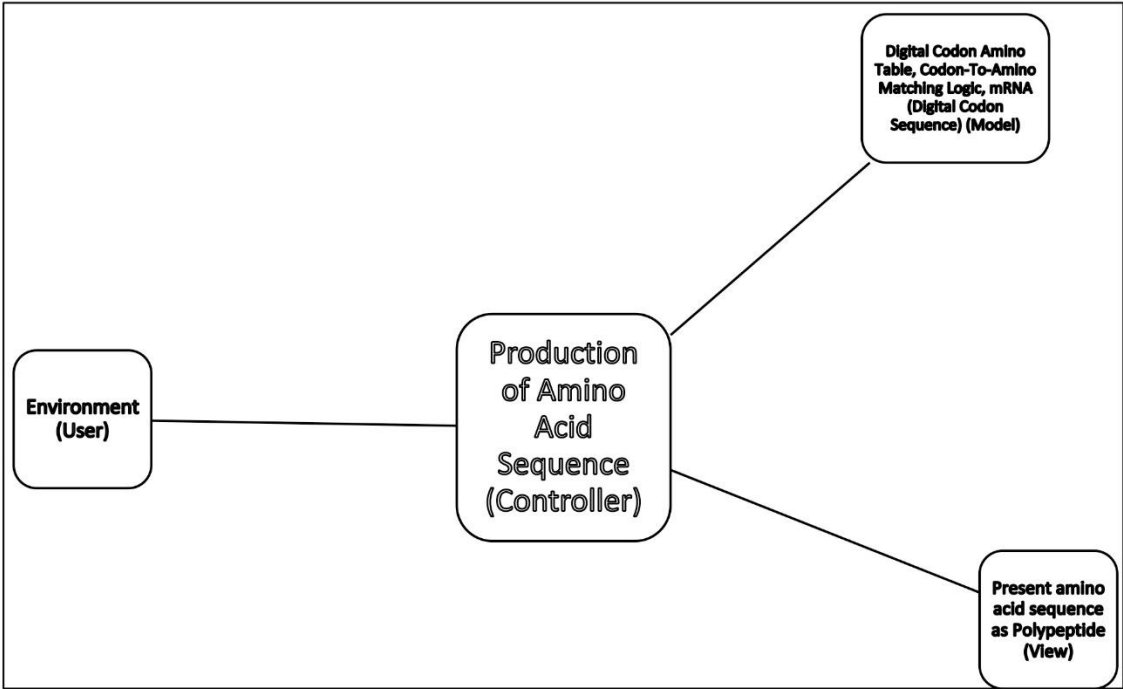 Digital Codon Amino
Table, Codon-To-Amino
Matching Logic, mRNA
(Digital Codon
Sequence) (Model)
Production
of Amino
Acid
Sequence
(Controller)
Environment
(User)
Present amino
acid sequence
as Polypeptide
(View)